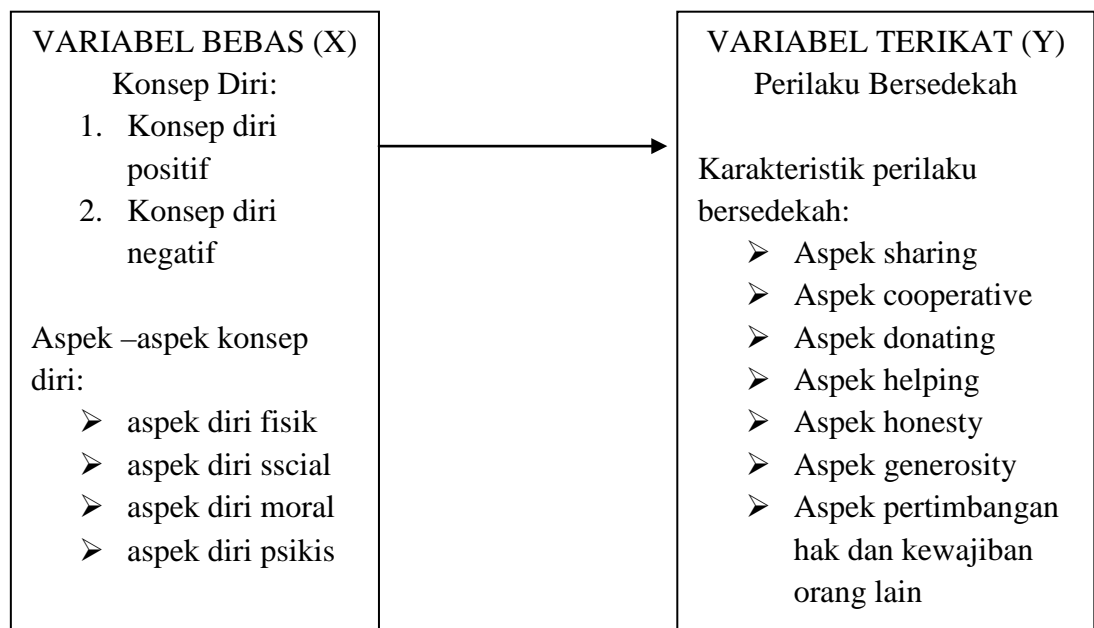 VARIABEL BEBAS (X)
Konsep Diri:
1. Konsep diri
positif
2. Konsep diri
negatif
Aspek –aspek konsep
diri:
➢ aspek diri fisik
➢ aspek diri sscial
➢ aspek diri moral
➢ aspek diri psikis
VARIABEL TERIKAT (Y)
Perilaku Bersedekah
Karakteristik perilaku
bersedekah:
➢ Aspek sharing
➢ Aspek cooperative
➢ Aspek donating
➢ Aspek helping
➢ Aspek honesty
➢ Aspek generosity
➢ Aspek pertimbangan
hak dan kewajiban
orang lain